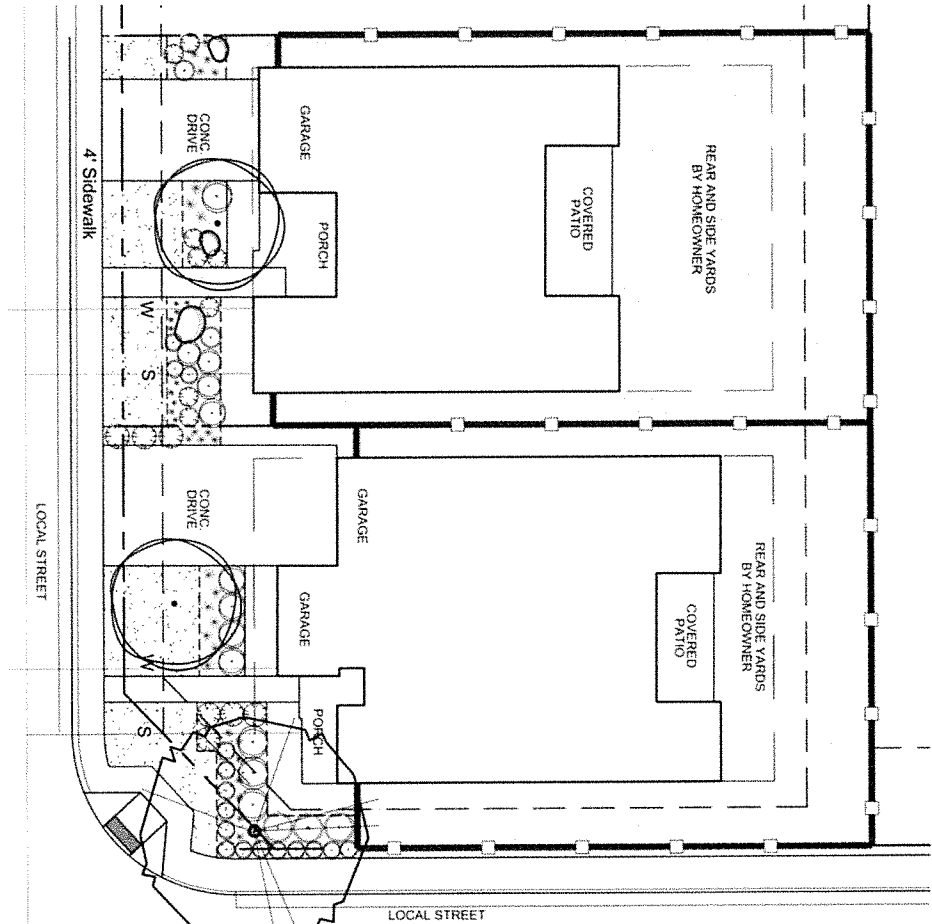 GARAGE
CONC.
DRIVE
4' Sidewalk
REAR AND SIDE YARDS
BY HOMEOWNER
COVERED
PATIO
PORCH
W
S
GARAGE
CONC.
DRIVE
LOCAL STREET
REAR AND SIDE YARDS
BY HOMEOWNER
GARAGE
COVERED
PATIO
W
PORCH
S
LOCAL STREET